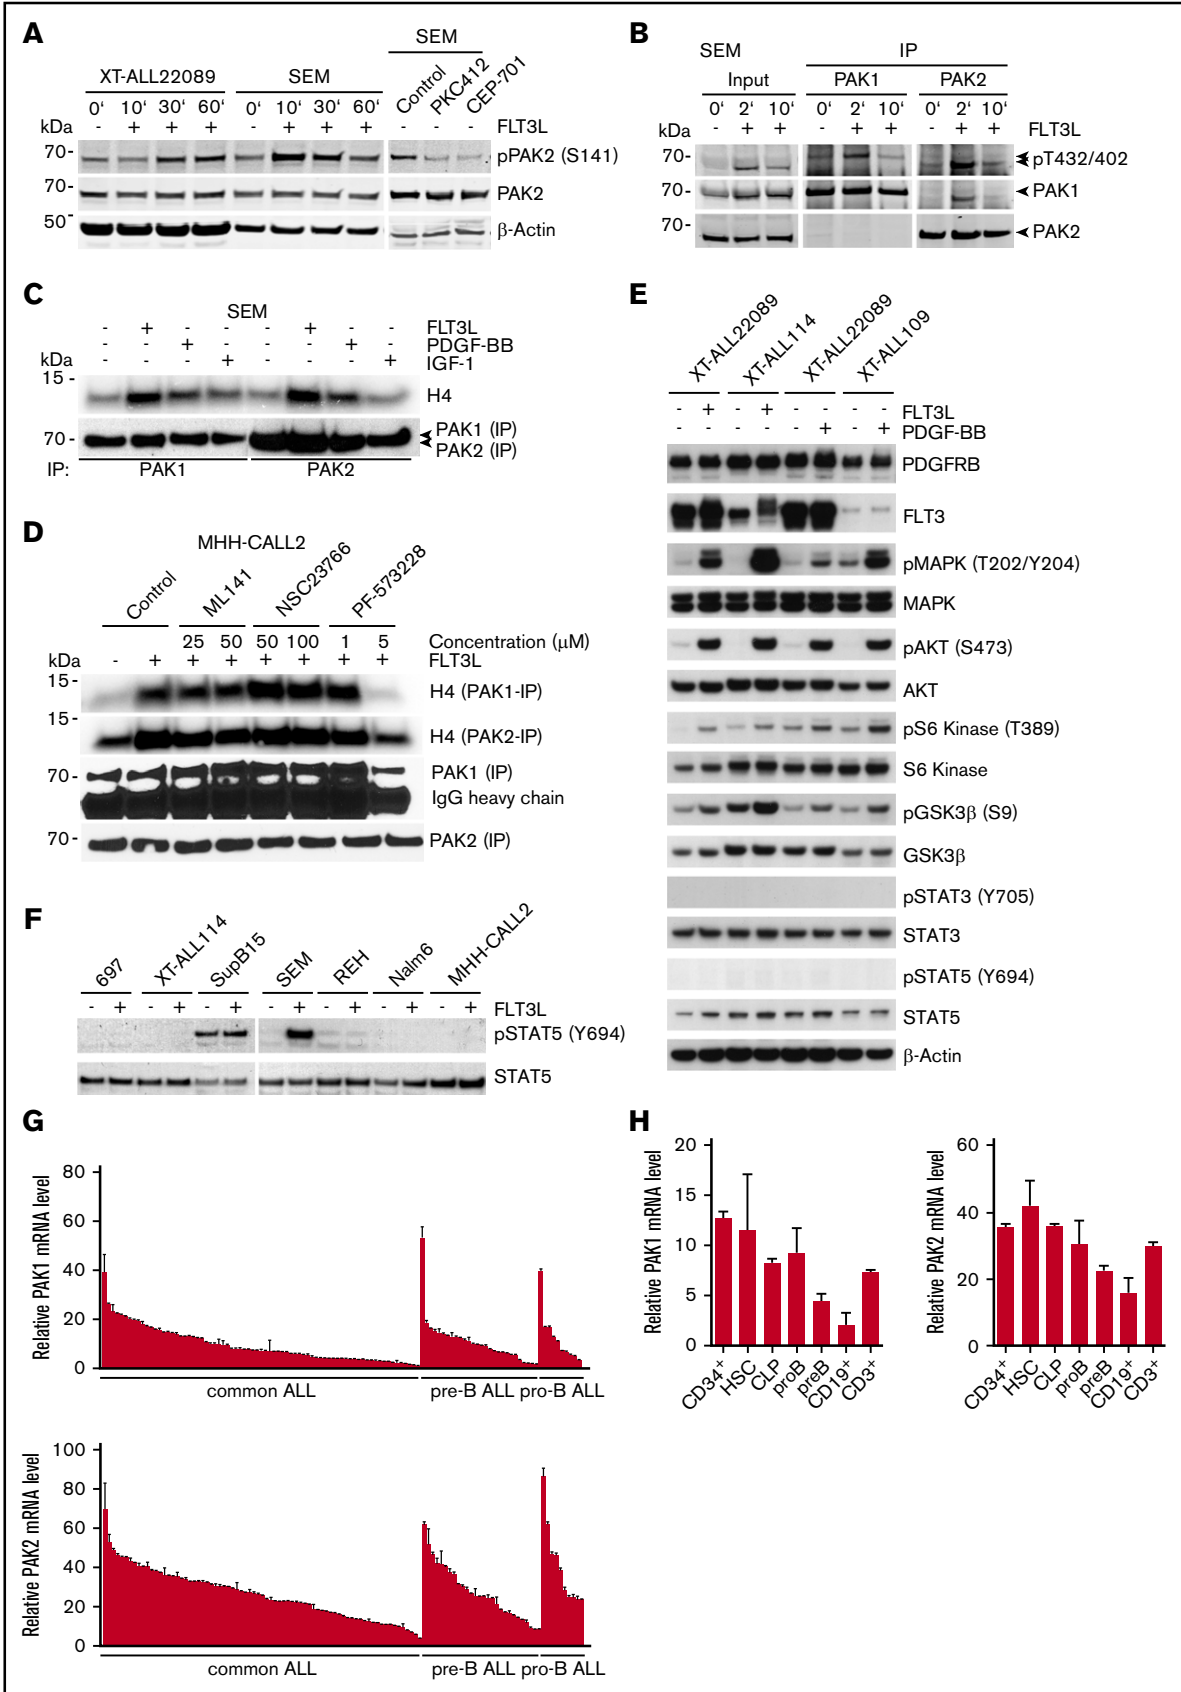 A
SEM
XT-ALL22089 SEM Control PKC412 CEP-701
0‘ 10‘ 30‘ 60‘ 0‘ 10‘ 30‘ 60‘
kDa - + + + - + + + - - - FLT3L
70- pPAK2 (S141)
70- PAK2
50- β-Actin
B
SEM IP
Input PAK1 PAK2
0‘ 2‘ 10‘ 0‘ 2‘ 10‘ 0‘ 2‘ 10‘
kDa - + + - + + - + + FLT3L
70- pT432/402
70- PAK1
70- PAK2
C
SEM
- + - - - + - - FLT3L
- - + - - - + - PDGF-BB
kDa - - - + - - - + IGF-1
15- H4
70- PAK1 (IP)
PAK2 (IP)
IP: PAK1 PAK2
D
MHH-CALL2
Control ML141 NSC23766 PF-573228
25 50 50 100 1 5 Concentration (μM)
kDa - + + + + + + + FLT3L
15- H4 (PAK1-IP)
15- H4 (PAK2-IP)
70- PAK1 (IP)
IgG heavy chain
70- PAK2 (IP)
E
XT-ALL22089 XT-ALL114 XT-ALL22089 XT-ALL109
- + - + - - - - FLT3L
- - - - - + - + PDGF-BB
PDGFRB
FLT3
pMAPK (T202/Y204)
MAPK
pAKT (S473)
AKT
pS6 Kinase (T389)
S6 Kinase
pGSK3β (S9)
GSK3β
pSTAT3 (Y705)
STAT3
pSTAT5 (Y694)
STAT5
β-Actin
F
697 XT-ALL114 SupB15 SEM REH Nalm6 MHH-CALL2
- + - + - + - + - + - + - + FLT3L
pSTAT5 (Y694)
STAT5
G
Relative PAK1 mRNA level
80
60
40
20
0
common ALL pre-B ALL pro-B ALL
Relative PAK2 mRNA level
100
80
60
40
20
0
common ALL pre-B ALL pro-B ALL
H
Relative PAK1 mRNA level
20
15
10
5
0
CD34+ HSC CLP proB preB CD19+ CD3+
Relative PAK2 mRNA level
60
40
20
0
CD34+ HSC CLP proB preB CD19+ CD3+